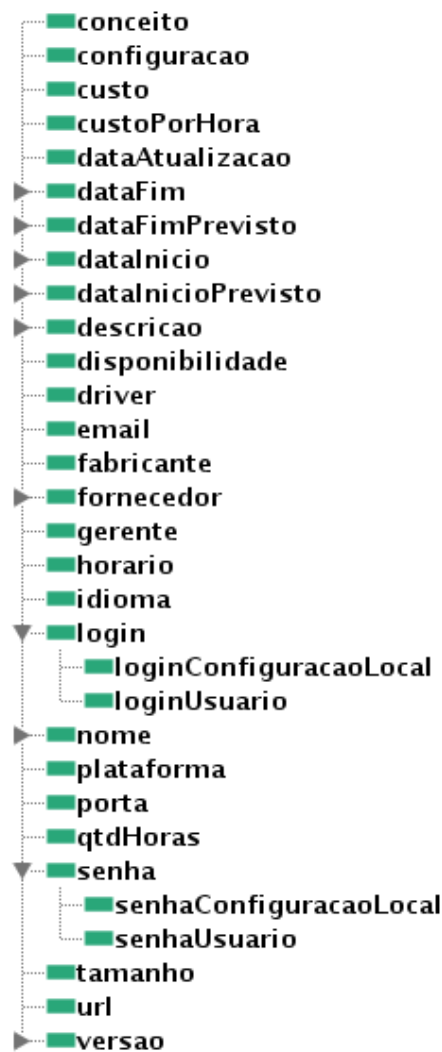 conceito
configuracao
custo
custoPorHora
dataAtualizacao
dataFim
dataFimPrevisto
dataInicio
dataInicioPrevisto
descricao
disponibilidade
driver
email
fabricante
fornecedor
gerente
horario
idioma
login
loginConfiguracaoLocal
loginUsuario
nome
plataforma
porta
qtdHoras
senha
senhaConfiguracaoLocal
senhaUsuario
tamanho
url
versao